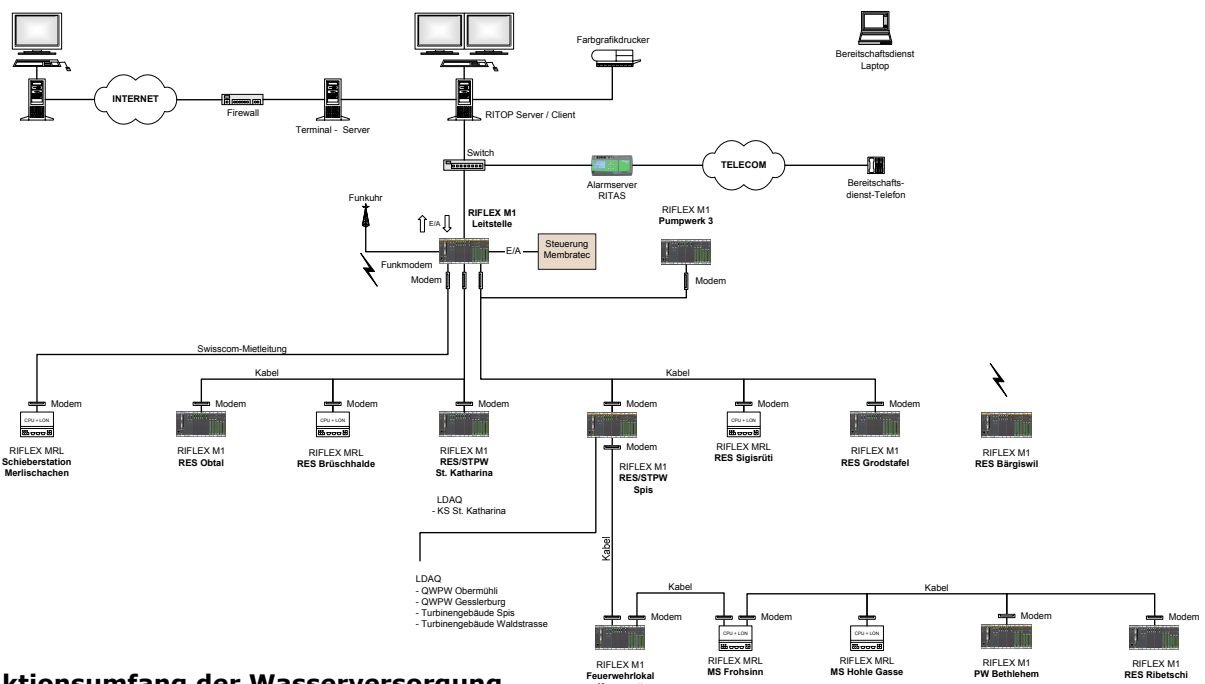 Farbgrafikdrucker
Bereitschaftsdienst
Laptop
INTERNET
Firewall
Terminal - Server
RITOP Server / Client
Switch
TELECOM
Alarmserver
RITAS
Bereitschafts-
dienst-Telefon
Funkuhr
E/A
RIFLEX M1
Leitstelle
RIFLEX M1
Pumpwerk 3
E/A
Steuerung
Membratec
Funkmodem
Modem
Modem
Swisscom-Mietleitung
Kabel
Kabel
Modem
Modem
Modem
Modem
Modem
Modem
Modem
CPU + LON
CPU + LON
CPU + LON
RIFLEX MRL
Schieberstation
Merlischachen
RIFLEX M1
RES Obtal
RIFLEX MRL
RES Brüschhalde
RIFLEX M1
RES/STPW
St. Katharina
Modem
RIFLEX M1
RES/STPW
Spis
RIFLEX MRL
RES Sigisrüti
RIFLEX M1
RES Grodstafel
RIFLEX M1
RES Bärgiswil
LDAQ
- KS St. Katharina
Kabel
LDAQ
- QWPW Obermühli
- QWPW Gesslerburg
- Turbinengebäude Spis
- Turbinengebäude Waldstrasse
Kabel
Kabel
Modem
Modem
Modem
Modem
Modem
CPU + LON
CPU + LON
RIFLEX M1
Feuerwehrlokal
RIFLEX MRL
MS Frohsinn
RIFLEX MRL
MS Hohle Gasse
RIFLEX M1
PW Bethlehem
RIFLEX M1
RES Ribetschi
ktionsumfang der Wasserversorgung